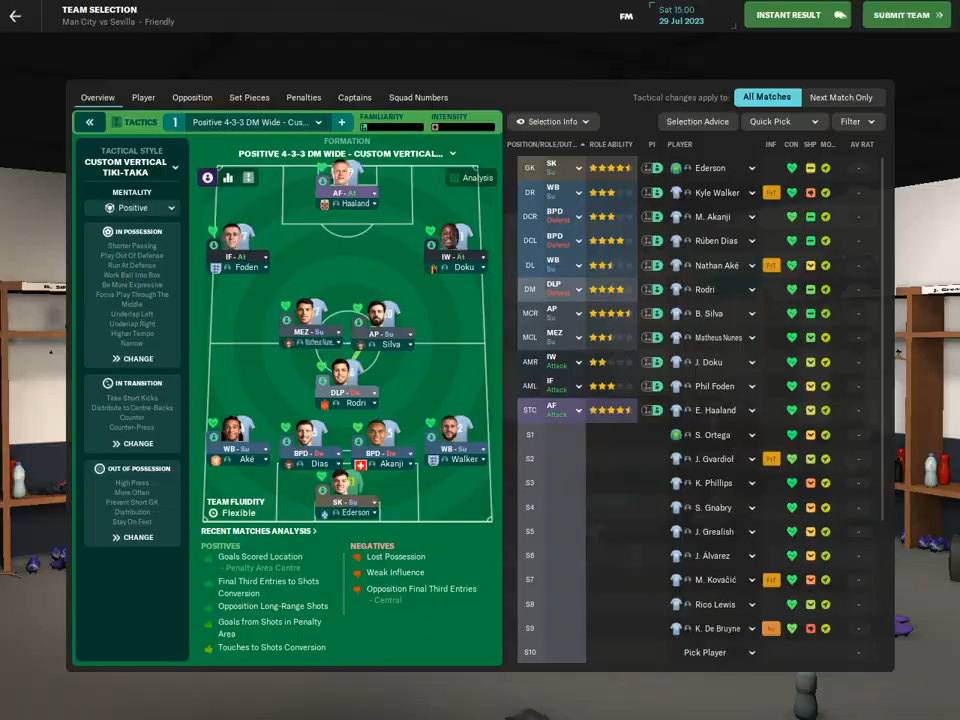 TEAM SELECTION
Man City vs Sevilla - Friendly
FM
Sat 15:00
29 Jul 2023
INSTANT RESULT
SUBMIT TEAM
Overview
Player
Opposition
Set Pieces
Penalties
Captains
Squad Numbers
Tactical changes apply to:
All Matches
Next Match Only
TACTICS
1
Positive 4-3-3 DM Wide - Cus...
FAMILIARITY
INTENSITY
TACTICAL STYLE
CUSTOM VERTICAL
TIKI-TAKA
MENTALITY
Positive
IN POSSESSION
Shorter Passing
Play Out Of Defence
Run At Defence
Work Ball Into Box
Be More Expressive
Focus Play Through The
Middle
Underlap Left
Underlap Right
Higher Tempo
Narrow
CHANGE
IN TRANSITION
Take Short Kicks
Distribute to Centre-Backs
Counter
Counter-Press
CHANGE
OUT OF POSSESSION
High Press
More Often
Prevent Short GK
Distribution
Stay On Feet
CHANGE
FORMATION
POSITIVE 4-3-3 DM WIDE - CUSTOM VERTICAL...
Analysis
AF - At
Haaland
IF - At
Foden
IW - At
Doku
MEZ - Su
Matheus Nune...
AP - Su
Silva
DLP - De
Rodri
WB - Su
Aké
BPD - De
Dias
BPD - De
Akanji
WB - Su
Walker
SK - Su
Ederson
TEAM FLUIDITY
Flexible
RECENT MATCHES ANALYSIS
POSITIVES
Goals Scored Location
- Penalty Area Centre
Final Third Entries to Shots
Conversion
Opposition Long-Range Shots
Goals from Shots in Penalty
Area
Touches to Shots Conversion
NEGATIVES
Lost Possession
Weak Influence
Opposition Final Third Entries
- Central
Selection Info
Selection Advice
Quick Pick
Filter
POSITION/ROLE/DUT... ROLE ABILITY PI PLAYER INF CON SHP MO... AV RAT
GK SK Su Ederson -
DR WB Su Kyle Walker FIT -
DCR BPD Defend M. Akanji -
DCL BPD Defend Rúben Dias -
DL WB Su Nathan Aké FIT -
DM DLP Defend Rodri -
MCR AP Su B. Silva -
MCL MEZ Su Matheus Nunes -
AMR IW Attack J. Doku -
AML IF Attack Phil Foden -
STC AF Attack E. Haaland -
S1 S. Ortega -
S2 J. Gvardiol FIT -
S3 K. Phillips -
S4 S. Gnabry -
S5 J. Grealish -
S6 J. Álvarez -
S7 M. Kovačić FIT -
S8 Rico Lewis -
S9 K. De Bruyne Inj -
S10 Pick Player -